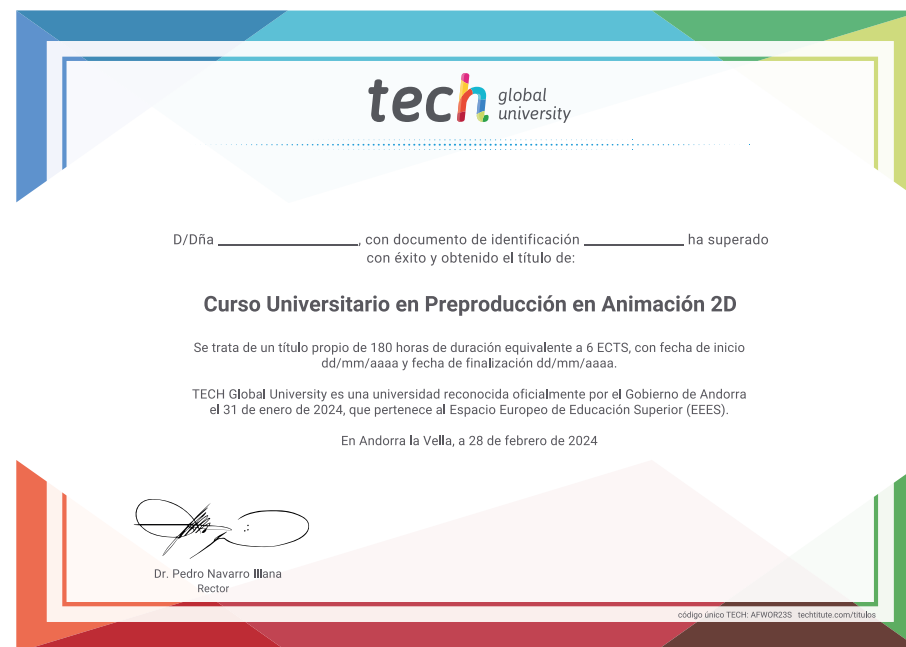 tech global university
D/Dña ______________, con documento de identificación __________ ha superado
con éxito y obtenido el título de:
Curso Universitario en Preproducción en Animación 2D
Se trata de un título propio de 180 horas de duración equivalente a 6 ECTS, con fecha de inicio
dd/mm/aaaa y fecha de finalización dd/mm/aaaa.
TECH Global University es una universidad reconocida oficialmente por el Gobierno de Andorra
el 31 de enero de 2024, que pertenece al Espacio Europeo de Educación Superior (EEES).
En Andorra la Vella, a 28 de febrero de 2024
Dr. Pedro Navarro Illana
Rector
código único TECH: AFWOR23S techtitute.com/titulos